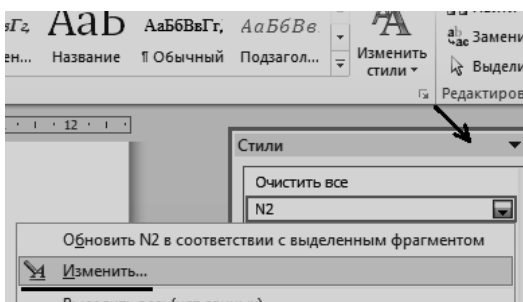 АаБ АаБбВвГг, АаБбВв
Название ¶ Обычный Подзагол... Изменить стили
Замени
Выдели
Редактиров
12
Стили
Очистить все
N2
Обновить N2 в соответствии с выделенным фрагментом
Изменить...